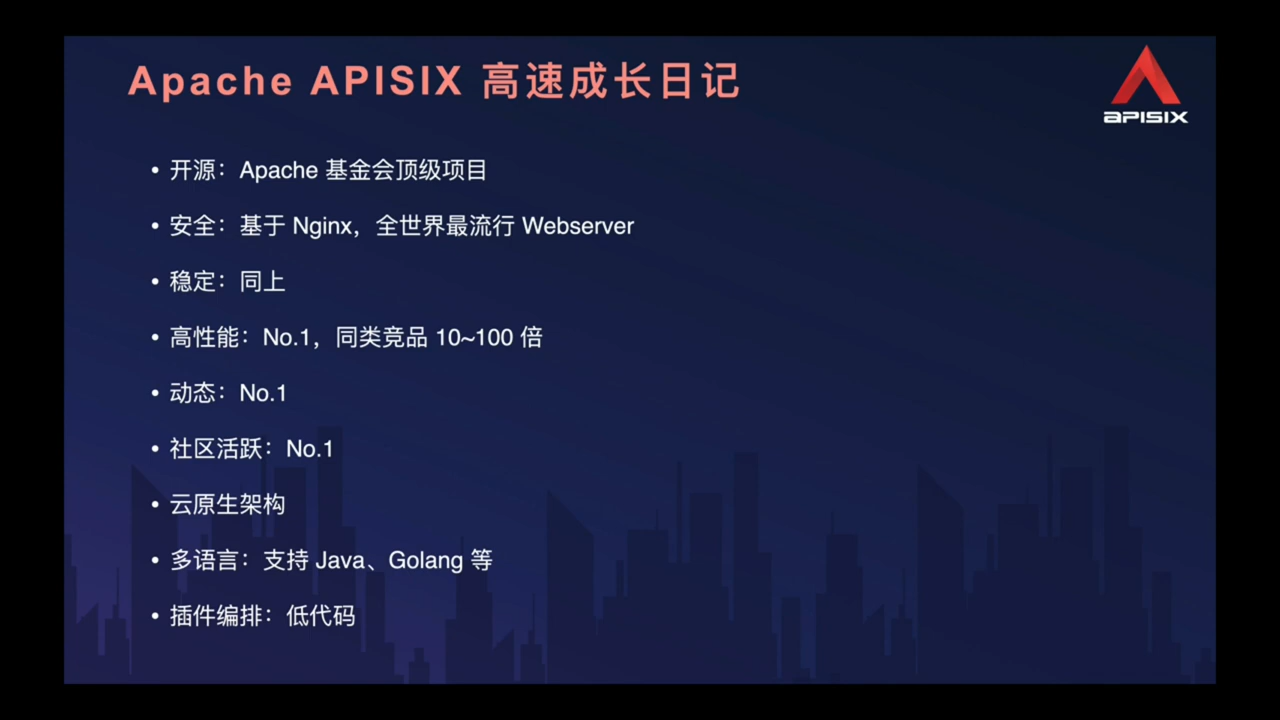 Apache APISIX 高速成长日记
APISIX
• 开源：Apache 基金会顶级项目
• 安全：基于 Nginx，全世界最流行 Webserver
• 稳定：同上
• 高性能：No.1，同类竞品 10~100 倍
• 动态：No.1
• 社区活跃：No.1
• 云原生架构
• 多语言：支持 Java、Golang 等
• 插件编排：低代码